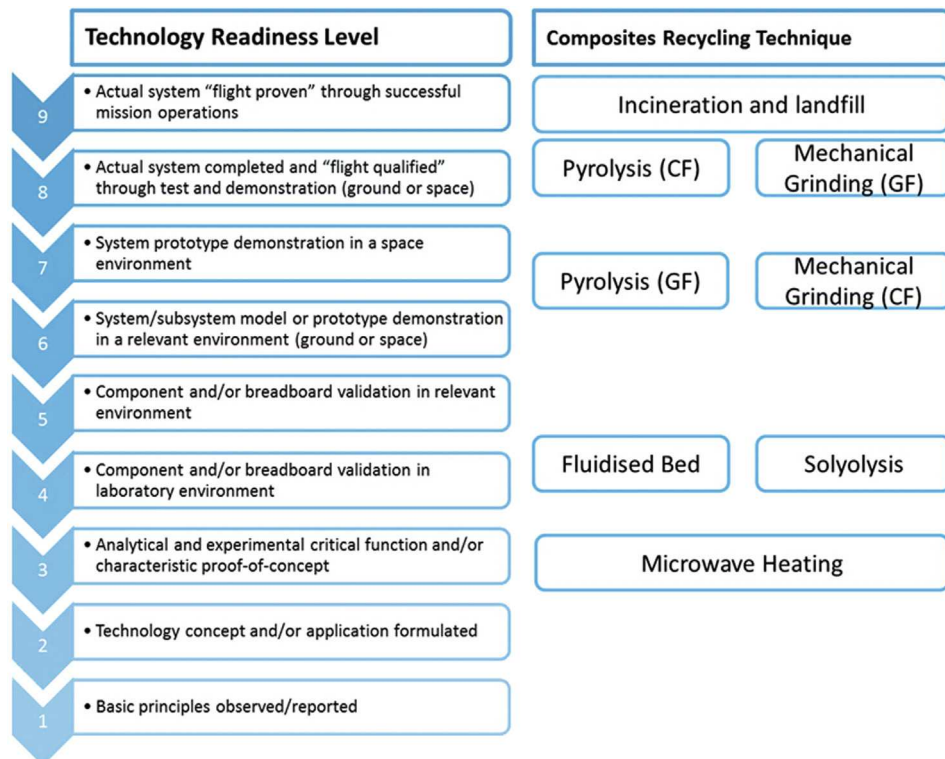 Technology Readiness Level
Composites Recycling Technique
9
• Actual system “flight proven” through successful
mission operations
Incineration and landfill
8
• Actual system completed and “flight qualified”
through test and demonstration (ground or space)
Pyrolysis (CF)
Mechanical
Grinding (GF)
7
• System prototype demonstration in a space
environment
Pyrolysis (GF)
Mechanical
Grinding (CF)
6
• System/subsystem model or prototype demonstration
in a relevant environment (ground or space)
5
• Component and/or breadboard validation in relevant
environment
4
• Component and/or breadboard validation in
laboratory environment
Fluidised Bed
Solyolysis
3
• Analytical and experimental critical function and/or
characteristic proof-of-concept
Microwave Heating
2
• Technology concept and/or application formulated
1
• Basic principles observed/reported